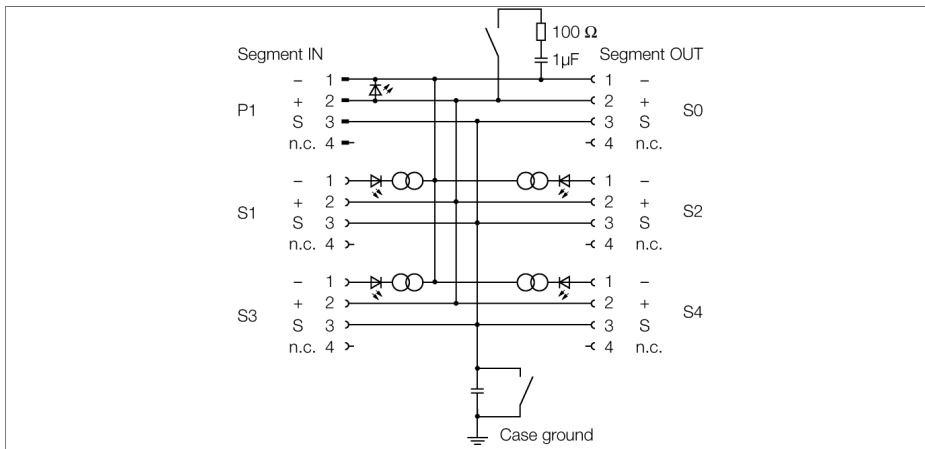 100 Ω
Segment IN
1µF
Segment OUT
P1
− 1
+ 2
S 3
n.c. 4
1 −
2 +
3 S
4 n.c.
S0
S1
− 1
+ 2
S 3
n.c. 4
1 −
2 +
3 S
4 n.c.
S2
S3
− 1
+ 2
S 3
n.c. 4
1 −
2 +
3 S
4 n.c.
S4
Case ground